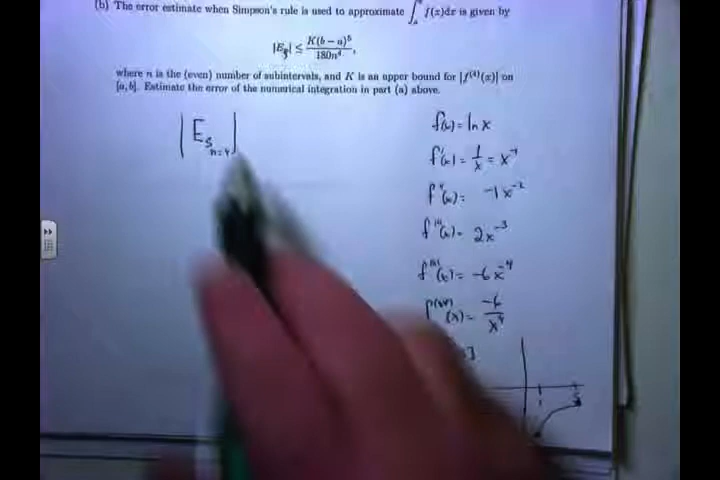 (b) The error estimate when Simpson's rule is used to approximate ∫ f(x)dx is given by
|E_S| ≤ K(b − a)^5 / 180n^4,
where n is the (even) number of subintervals, and K is an upper bound for |f^(4)(x)| on
[a, b]. Estimate the error of the numerical integration in part (a) above.
|E_S n=4|
f(x) = ln x
f'(x) = 1/x = x^-1
f''(x) = -1x^-2
f'''(x) = 2x^-3
f''''(x) = -6x^-4
(x) = -6/x^4
]
1